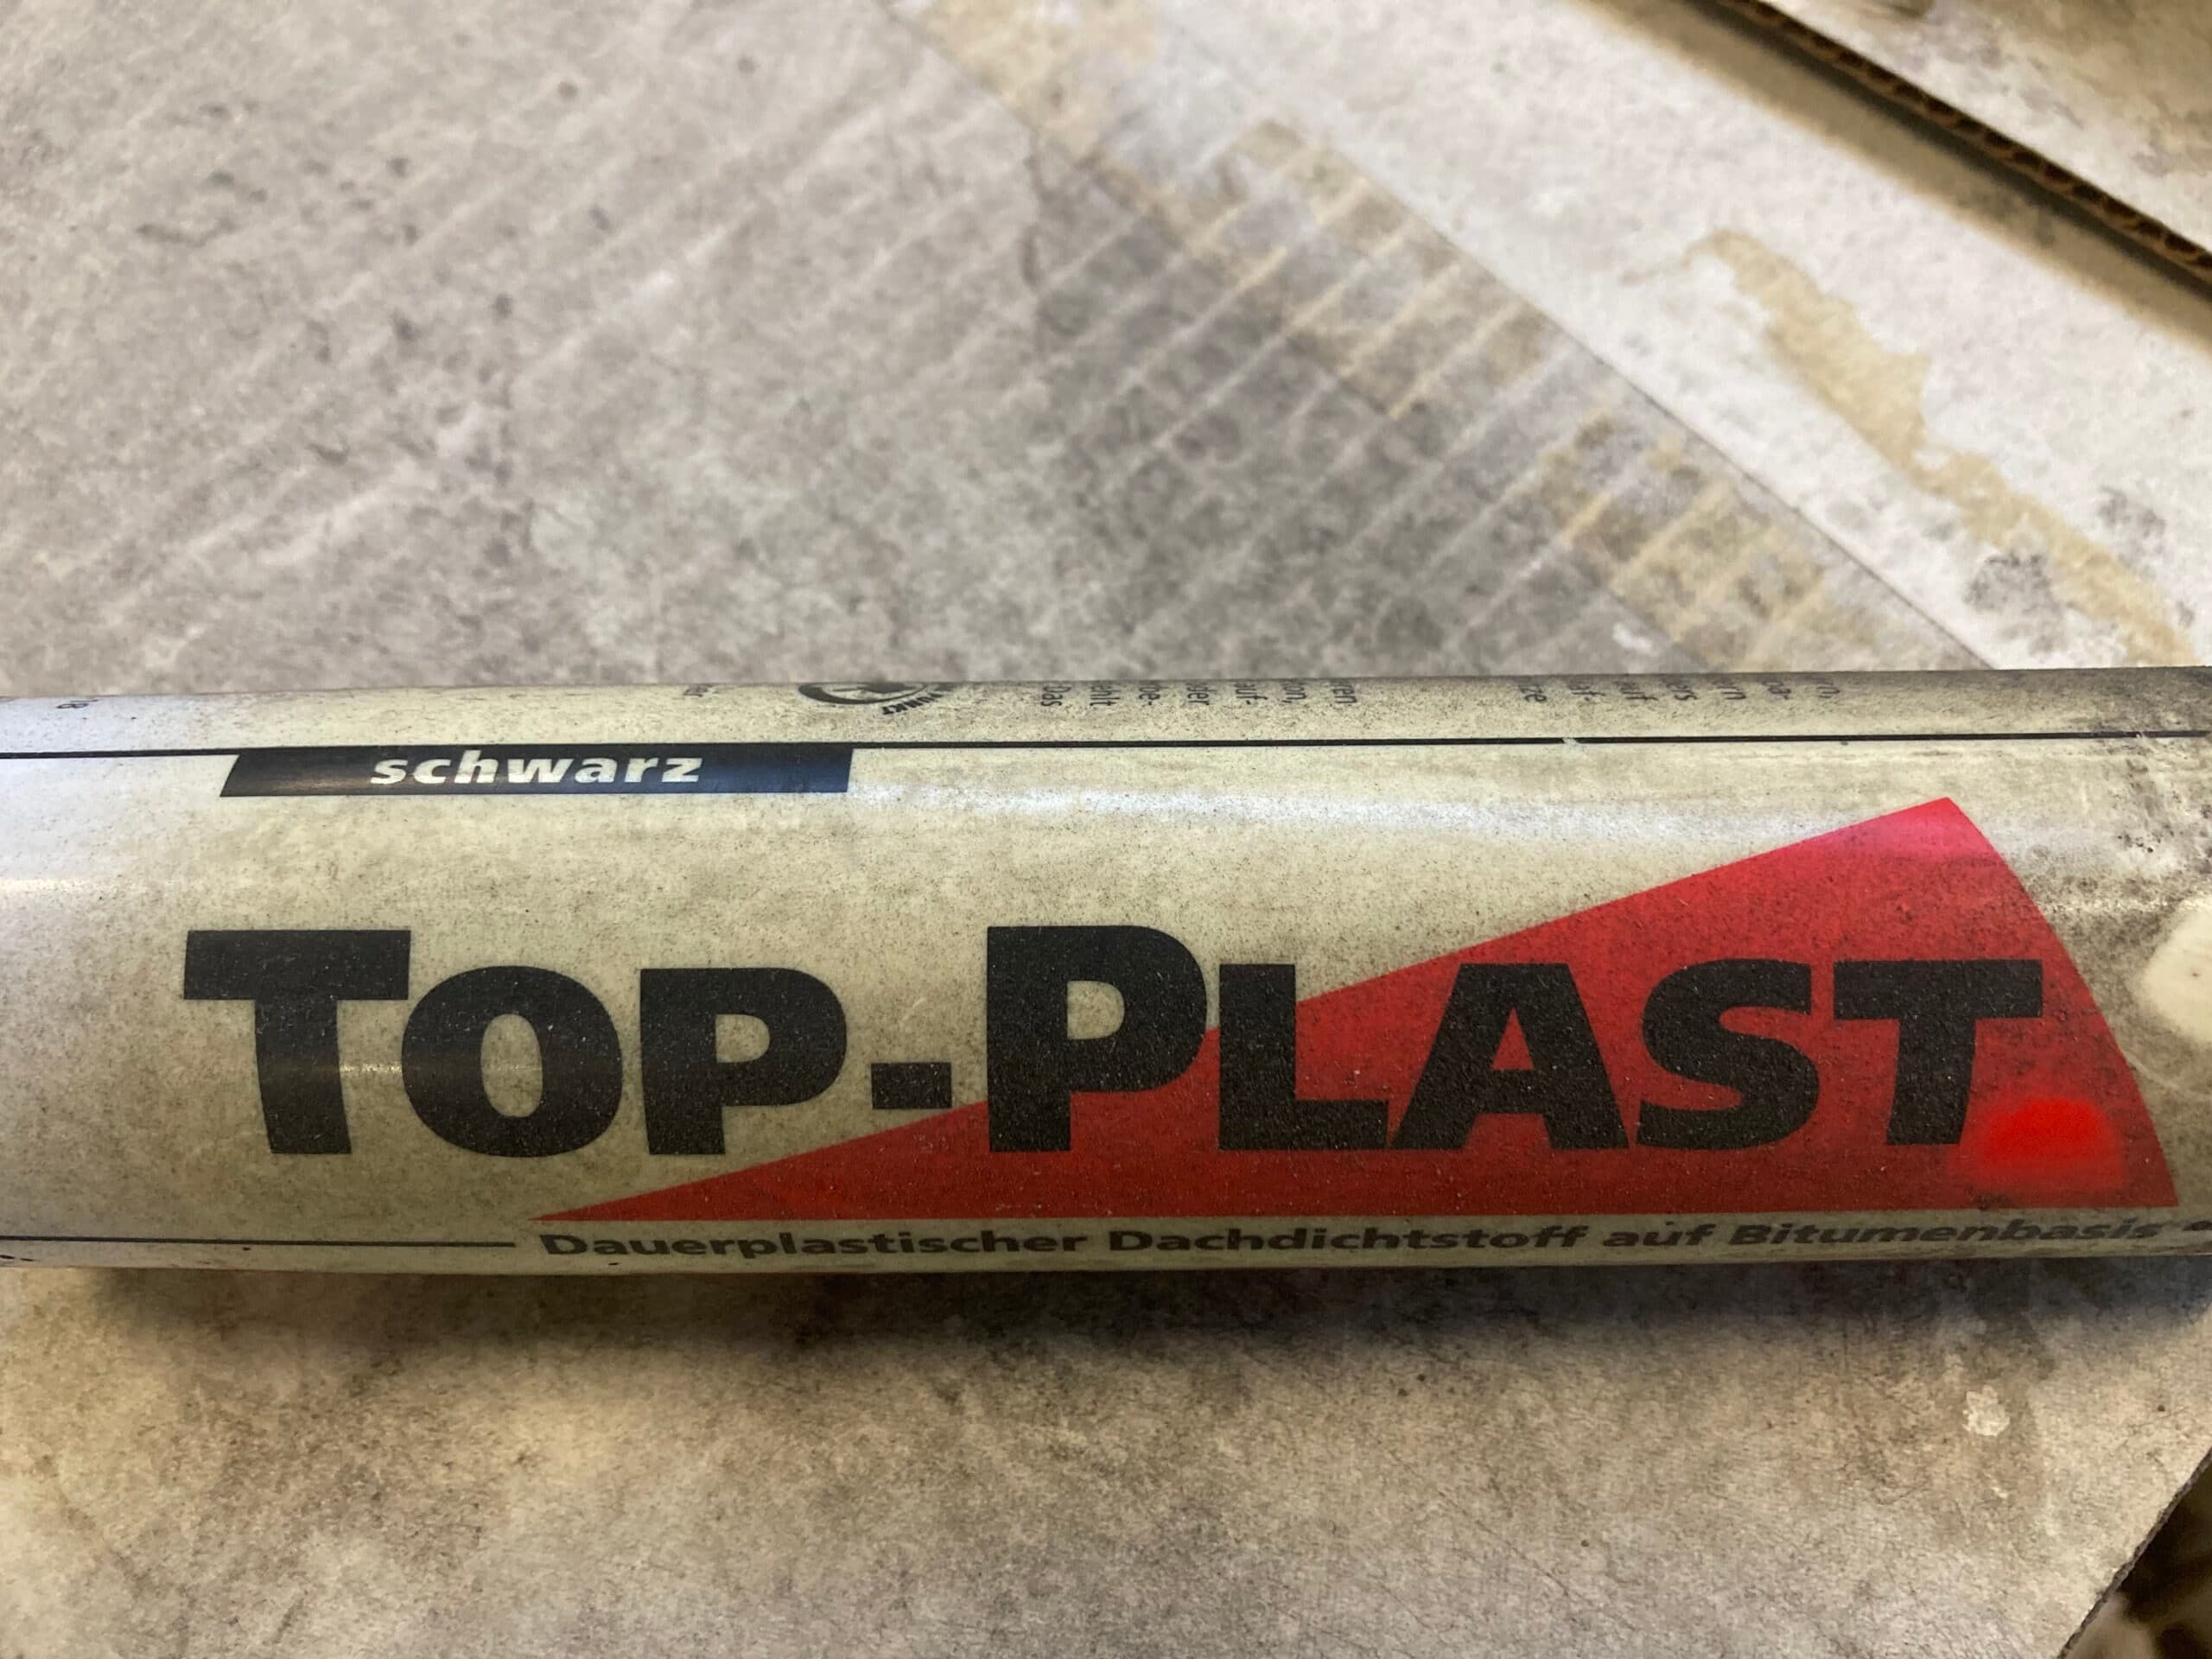 schwarz
TOP-PLAST
Dauerplastischer Dachdichtstoff auf Bitumenbasis